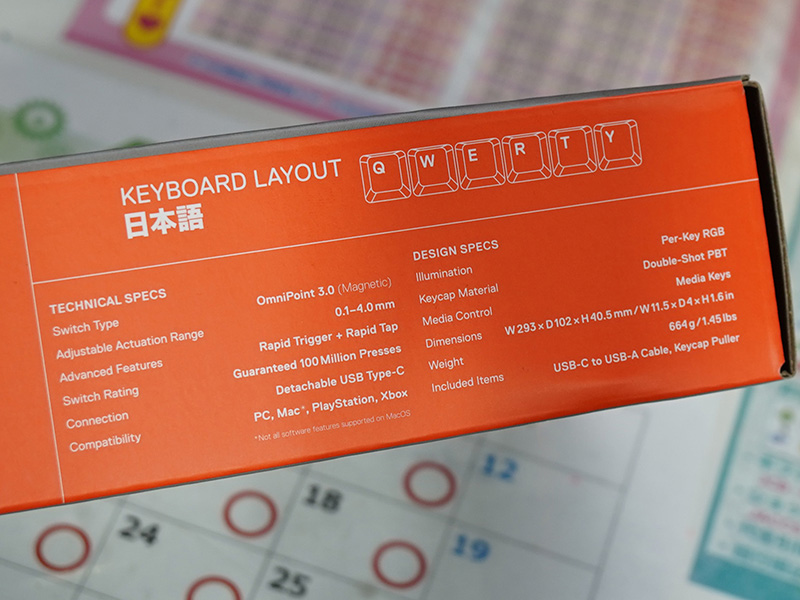 KEYBOARD LAYOUT Q W E R T Y
日本語
TECHNICAL SPECS
Switch Type OmniPoint 3.0 (Magnetic)
Adjustable Actuation Range 0.1–4.0 mm
Advanced Features Rapid Trigger + Rapid Tap
Switch Rating Guaranteed 100 Million Presses
Connection Detachable USB Type-C
Compatibility PC, Mac*, PlayStation, Xbox
*Not all software features supported on MacOS
DESIGN SPECS
Illumination Per-Key RGB
Keycap Material Double-Shot PBT
Media Control Media Keys
Dimensions W 293 × D 102 × H 40.5 mm / W 11.5 × D 4 × H 1.6 in
Weight 664 g / 1.45 lbs
Included Items USB-C to USB-A Cable, Keycap Puller
12
18
19
24
25